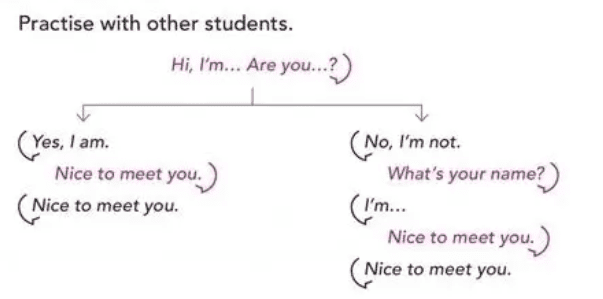 Practise with other students.
Hi, I'm... Are you...?
Yes, I am.
Nice to meet you.
Nice to meet you.
No, I'm not.
What's your name?
I'm...
Nice to meet you.
Nice to meet you.